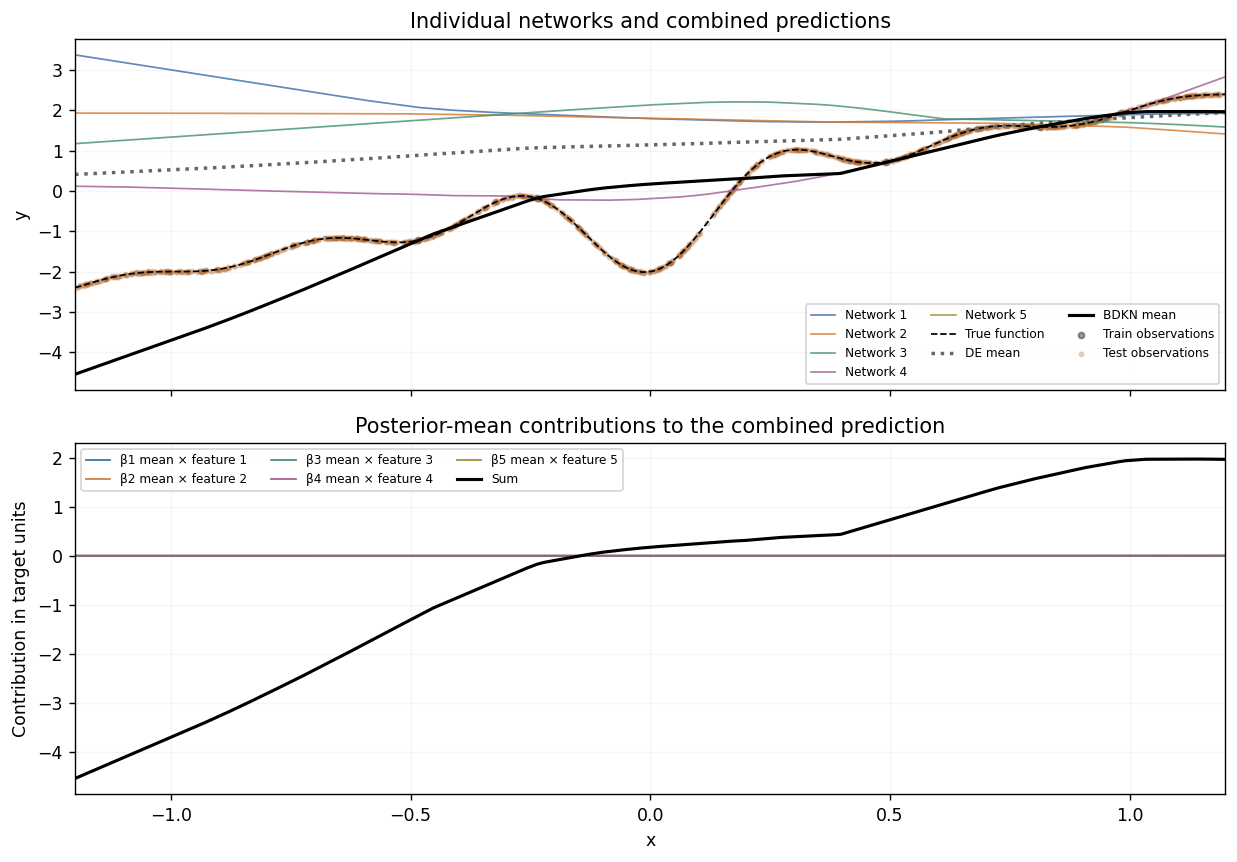 Individual networks and combined predictions
3
2
1
0
−1
−2
−3
−4
y
Network 1
Network 2
Network 3
Network 4
Network 5
True function
DE mean
BDKN mean
Train observations
Test observations
Posterior-mean contributions to the combined prediction
β1 mean × feature 1
β2 mean × feature 2
β3 mean × feature 3
β4 mean × feature 4
β5 mean × feature 5
Sum
2
1
0
−1
−2
−3
−4
Contribution in target units
−1.0
−0.5
0.0
0.5
1.0
x